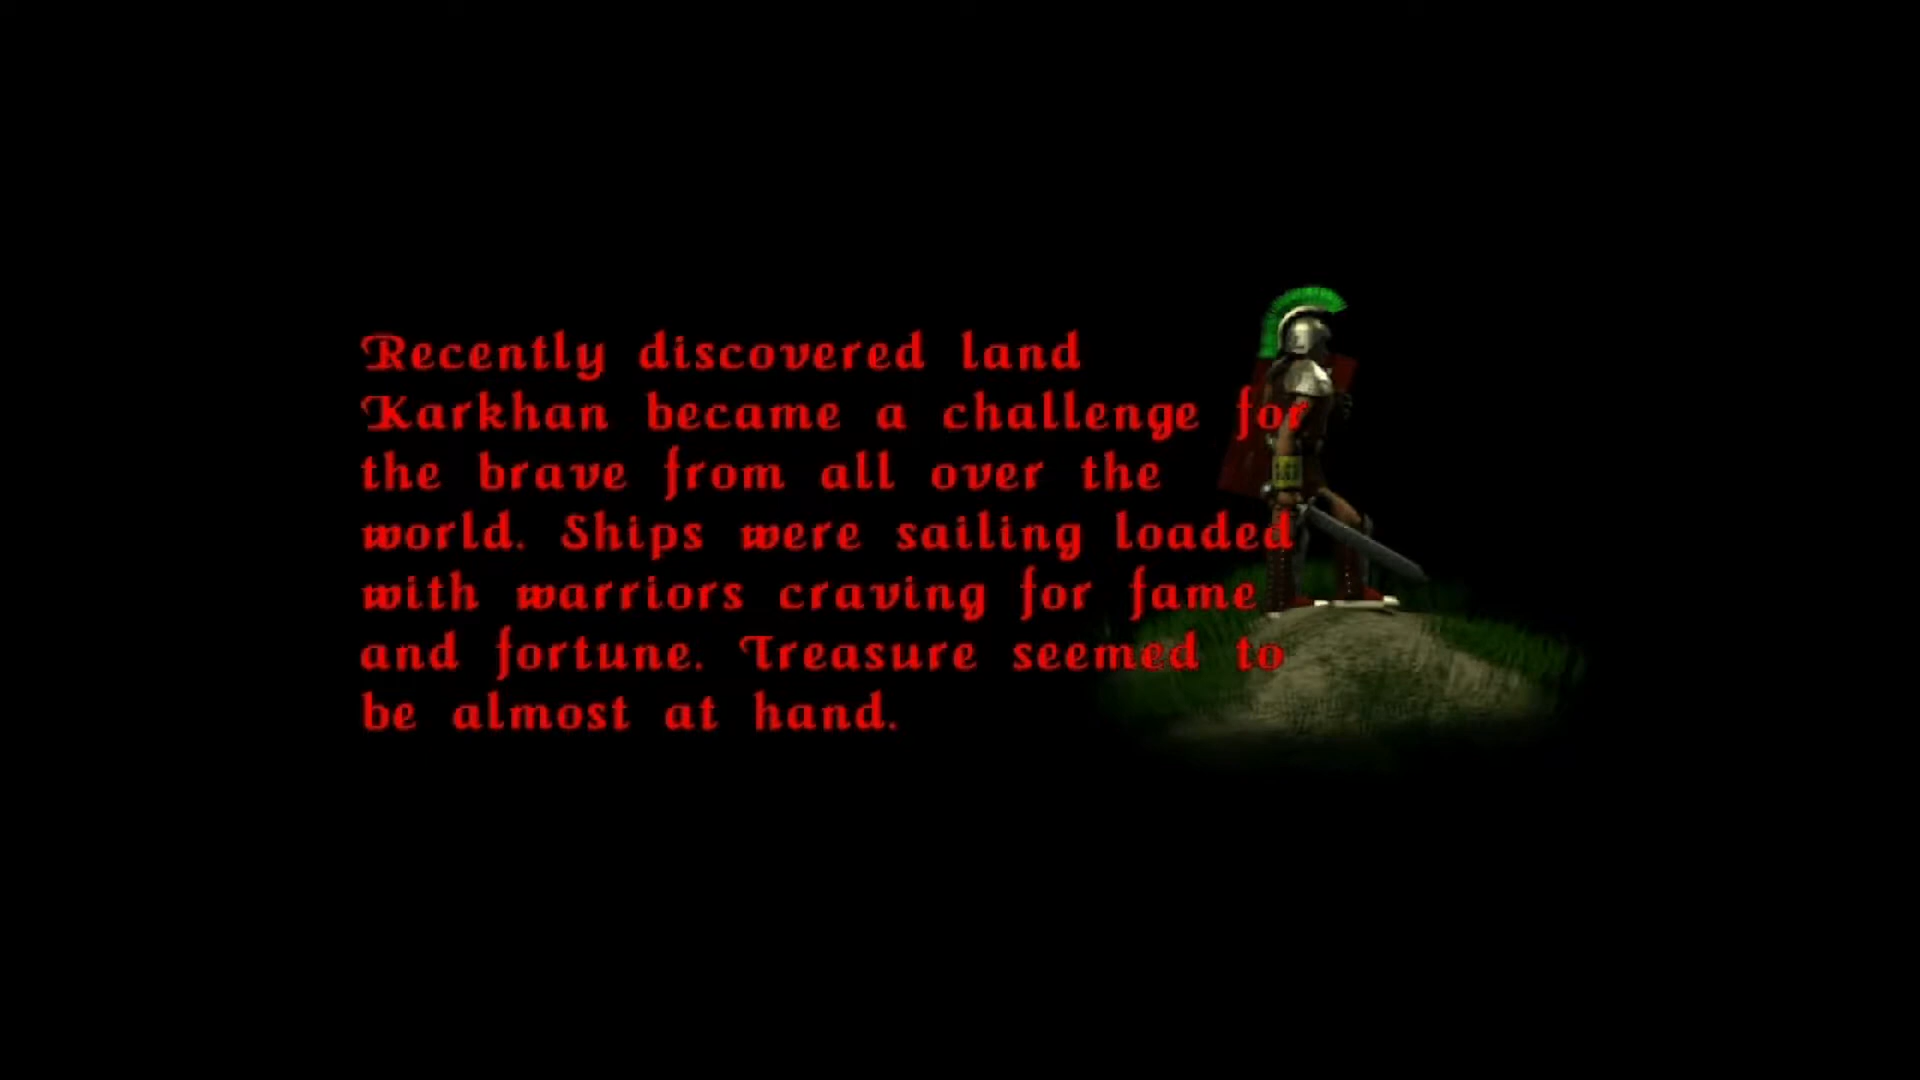 Recently discovered land
Karkhan became a challenge for
the brave from all over the
world. Ships were sailing loaded
with warriors craving for fame
and fortune. Treasure seemed to
be almost at hand.